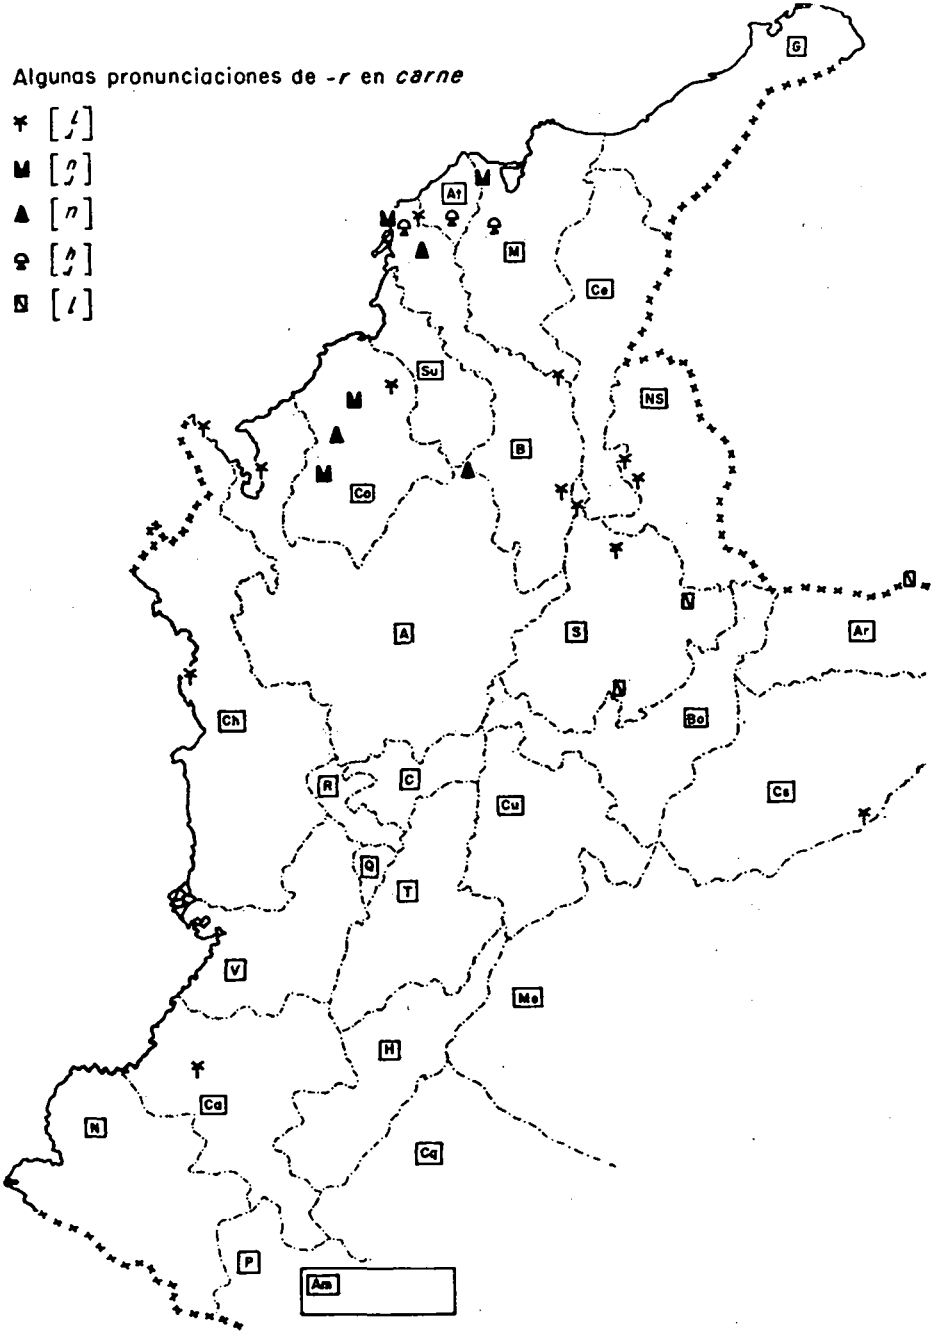 Algunas pronunciaciones de -r en carne
[n]
[l]
G
At
M
Ce
Su
NS
B
Co
A
S
Ar
Ch
Bo
R
C
Cu
Cs
Q
T
V
Me
H
Ca
N
Cq
P
Am